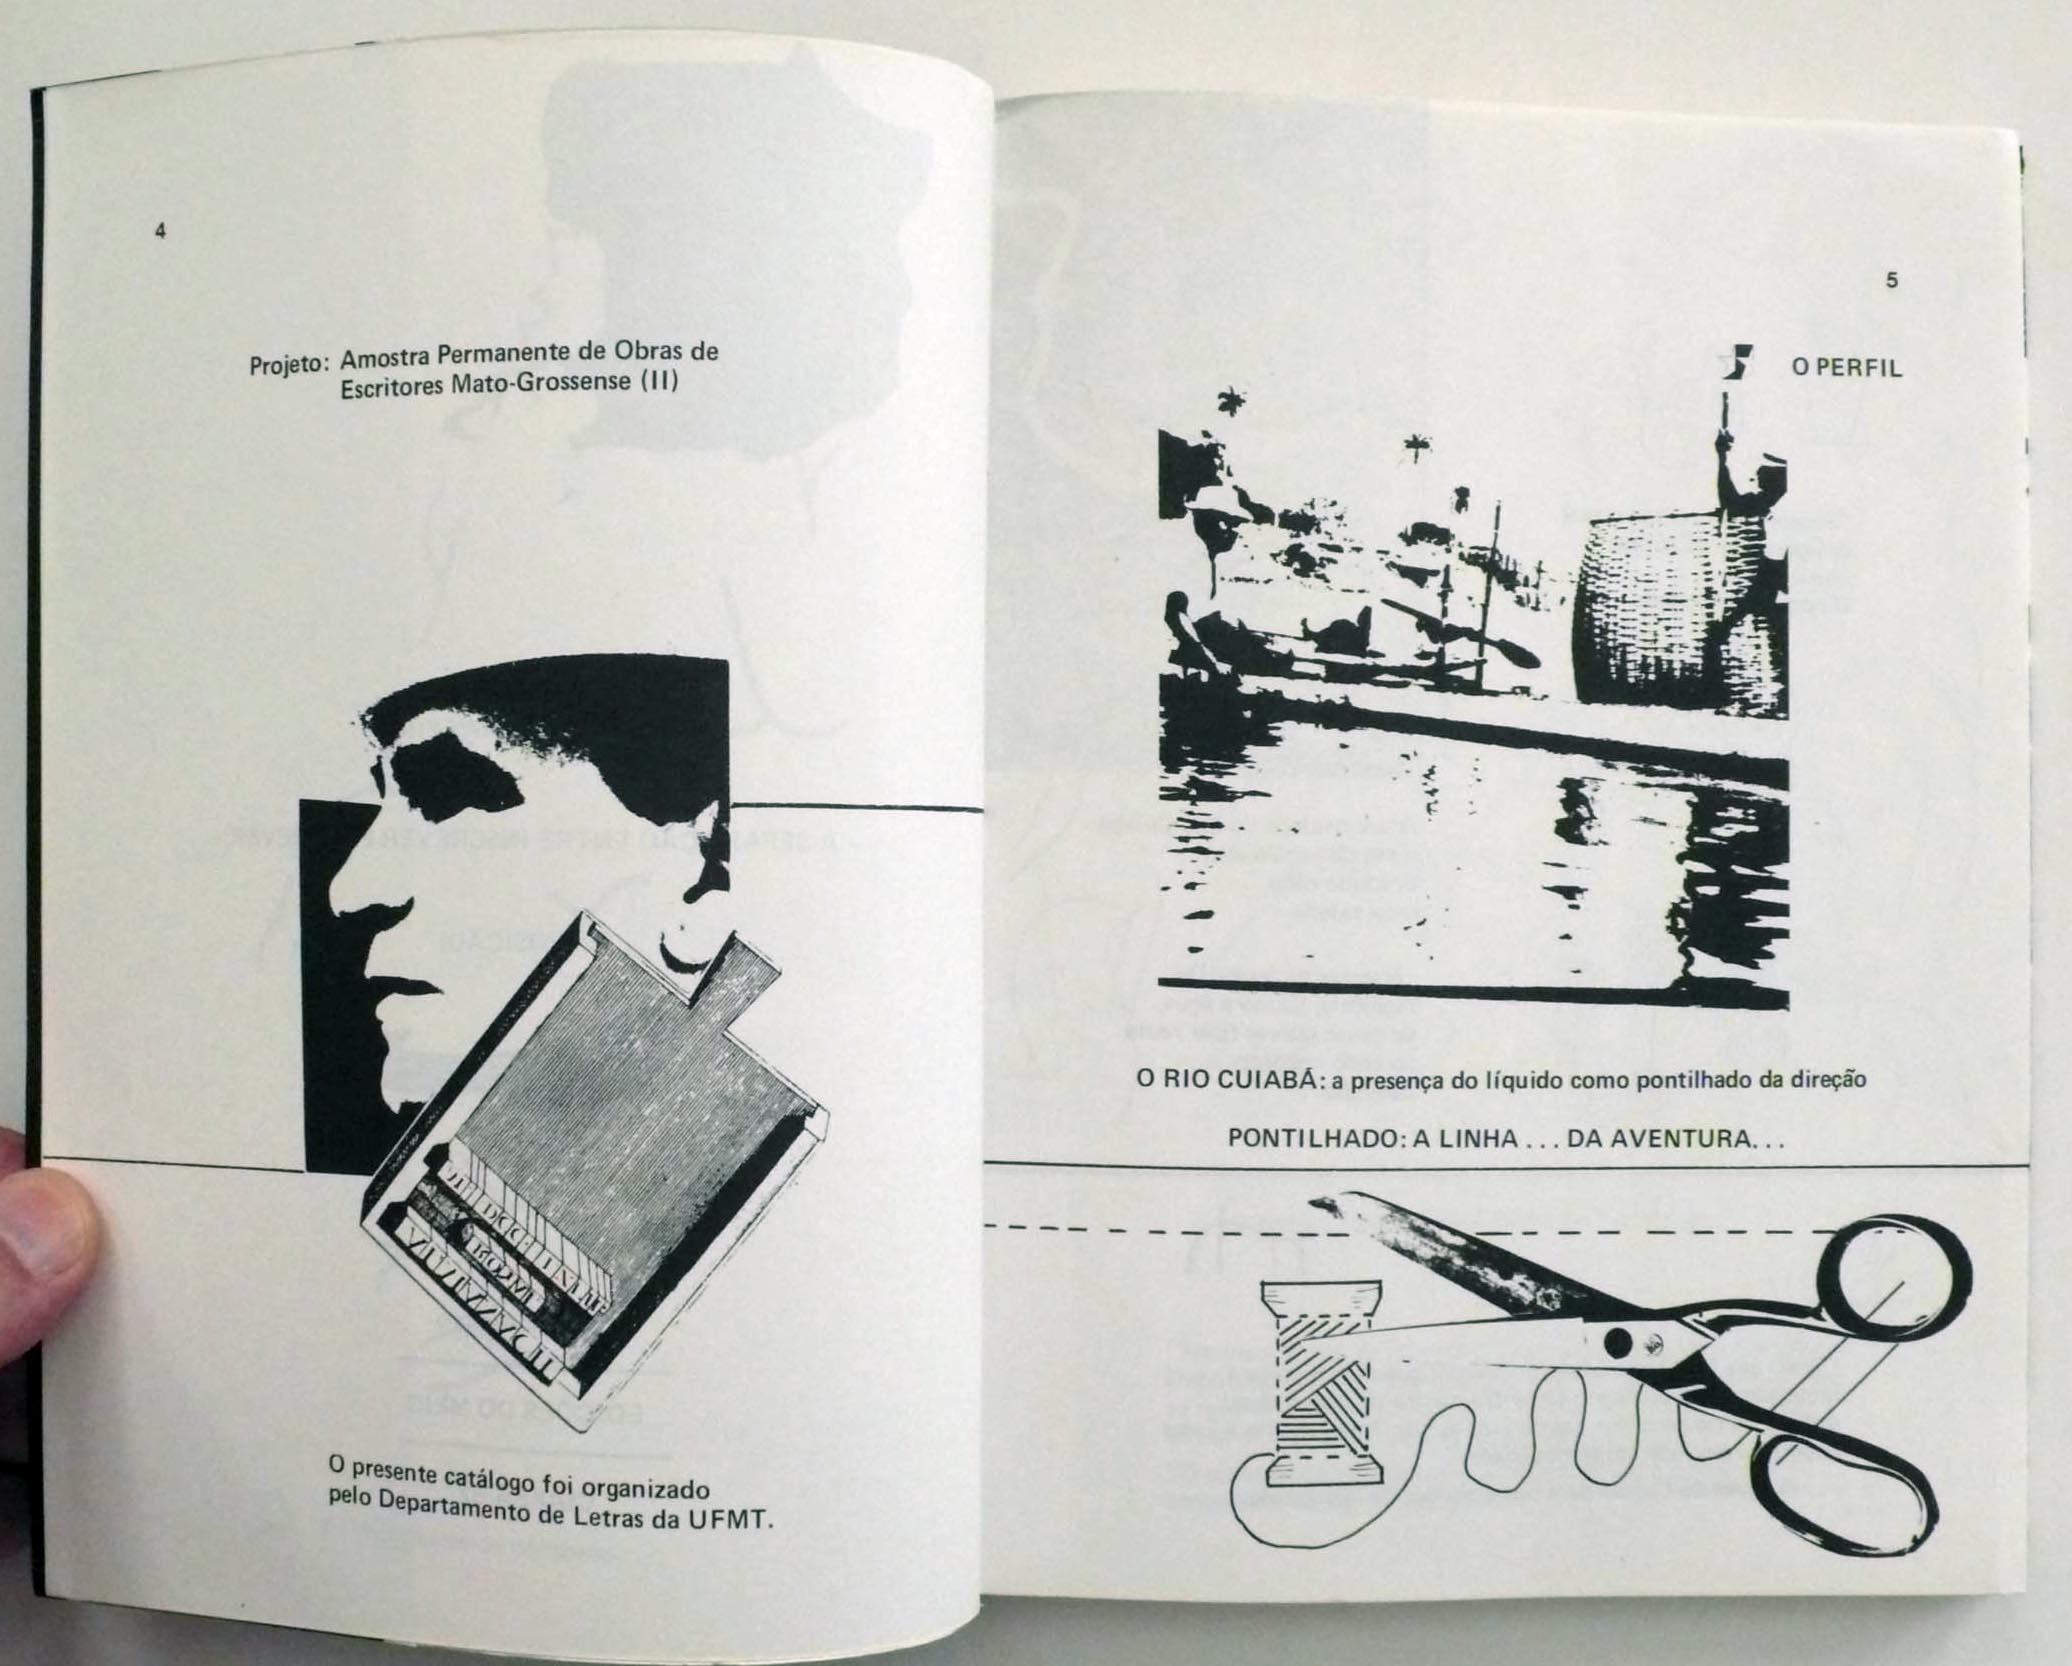 4
Projeto: Amostra Permanente de Obras de
Escritores Mato-Grossense (II)
O presente catálogo foi organizado
pelo Departamento de Letras da UFMT.
5
O PERFIL
O RIO CUIABÁ: a presença do líquido como pontilhado da direção
PONTILHADO: A LINHA ... DA AVENTURA...